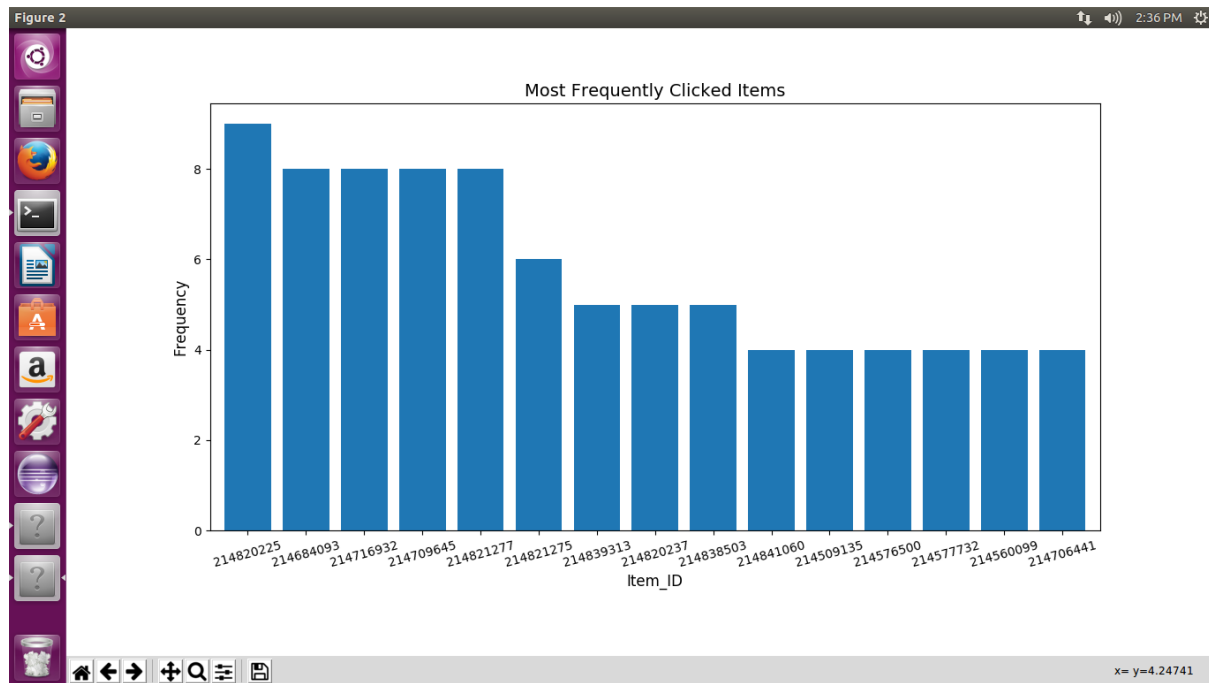 Figure 2
2:36 PM
Most Frequently Clicked Items
8
6
4
2
0
Frequency
214820225 214684093 214716932 214709645 214821277 214821275 214839313 214820237 214838503 214841060 214509135 214576500 214577732 214560099 214706441
Item_ID
x= y=4.24741